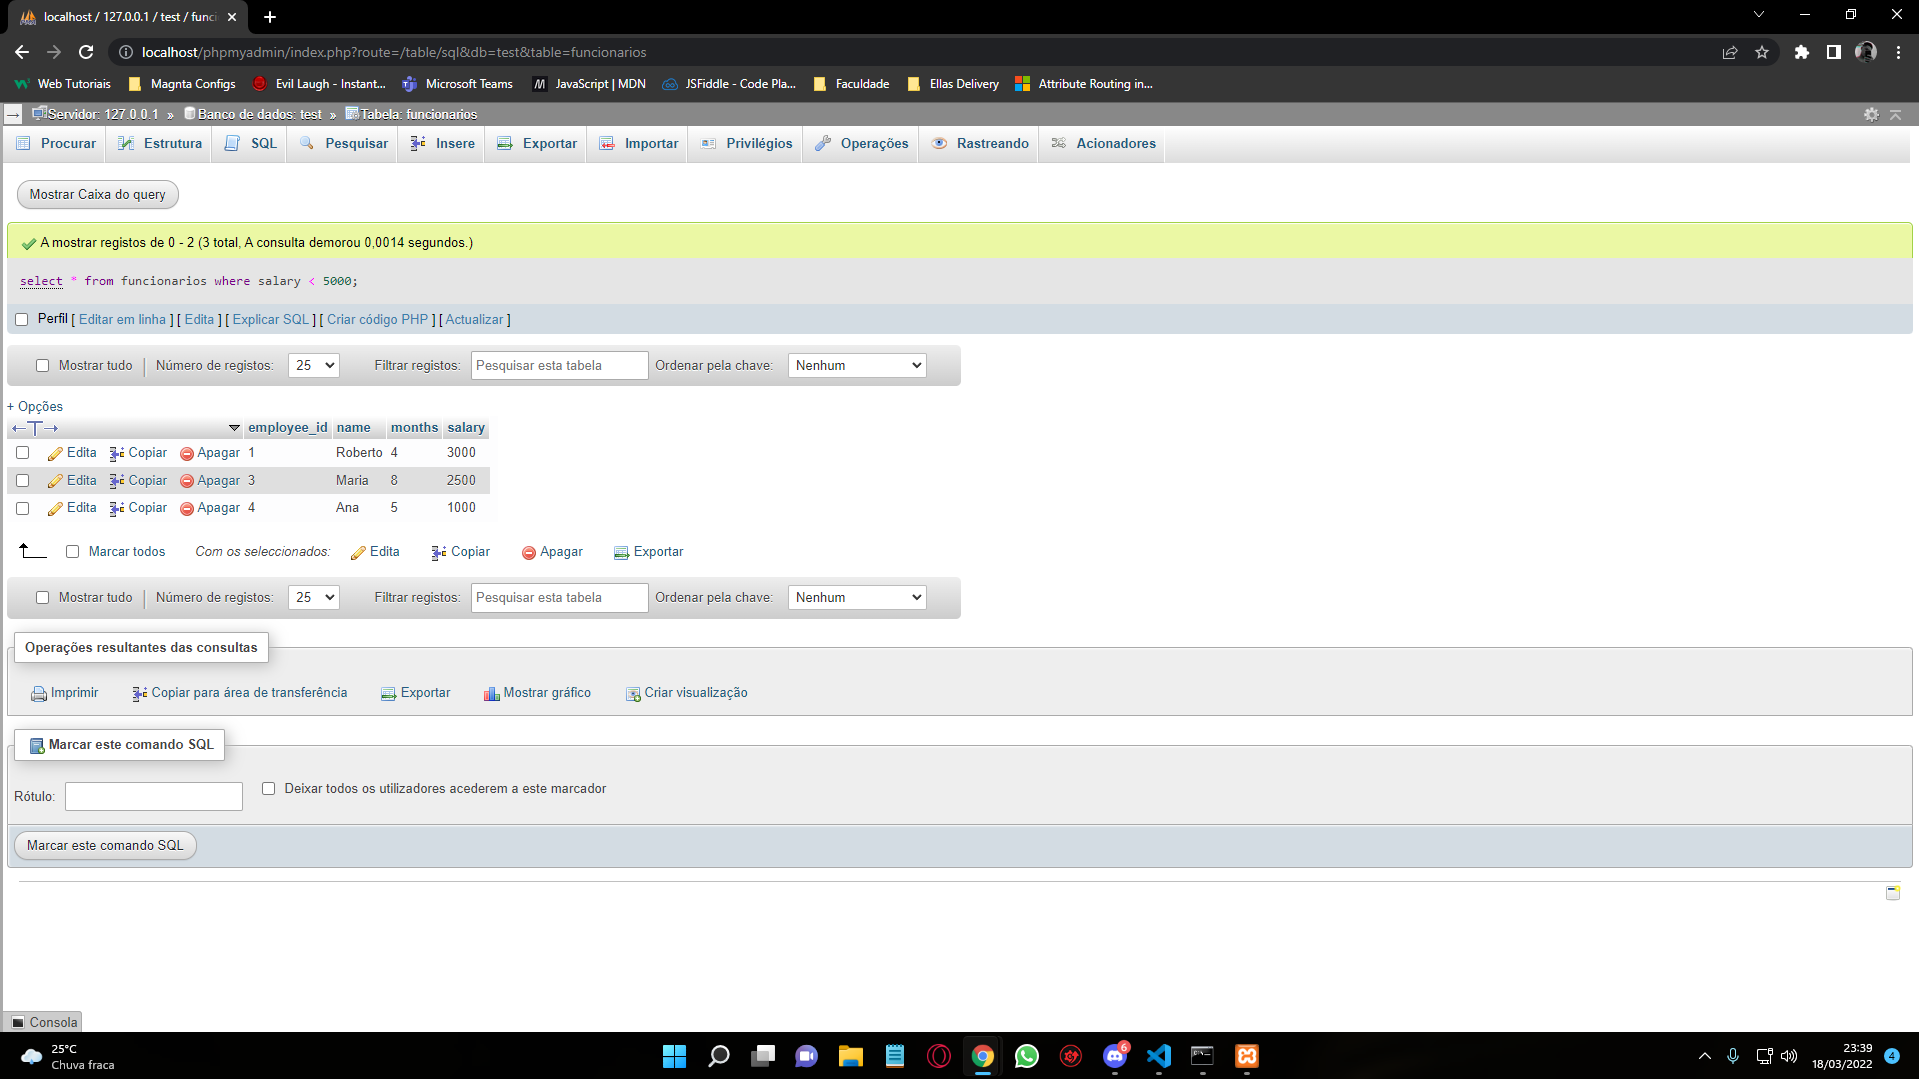 localhost / 127.0.0.1 / test / func
localhost/phpmyadmin/index.php?route=/table/sql&db=test&table=funcionarios
Web Tutoriais Magnta Configs Evil Laugh - Instant... Microsoft Teams JavaScript | MDN JSFiddle - Code Pla... Faculdade Ellas Delivery Attribute Routing in...
Servidor: 127.0.0.1 » Banco de dados: test » Tabela: funcionarios
Procurar Estrutura SQL Pesquisar Insere Exportar Importar Privilégios Operações Rastreando Acionadores
Mostrar Caixa do query
A mostrar registos de 0 - 2 (3 total, A consulta demorou 0,0014 segundos.)
select * from funcionarios where salary < 5000;
Perfil [ Editar em linha ] [ Edita ] [ Explicar SQL ] [ Criar código PHP ] [ Actualizar ]
Mostrar tudo Número de registos: 25 Filtrar registos: Pesquisar esta tabela Ordenar pela chave: Nenhum
+ Opções
←T→ employee_id name months salary
Edita Copiar Apagar 1 Roberto 4 3000
Edita Copiar Apagar 3 Maria 8 2500
Edita Copiar Apagar 4 Ana 5 1000
Marcar todos Com os seleccionados: Edita Copiar Apagar Exportar
Mostrar tudo Número de registos: 25 Filtrar registos: Pesquisar esta tabela Ordenar pela chave: Nenhum
Operações resultantes das consultas
Imprimir Copiar para área de transferência Exportar Mostrar gráfico Criar visualização
Marcar este comando SQL
Rótulo: Deixar todos os utilizadores acederem a este marcador
Marcar este comando SQL
Consola
25°C
Chuva fraca
6
23:39
18/03/2022
4